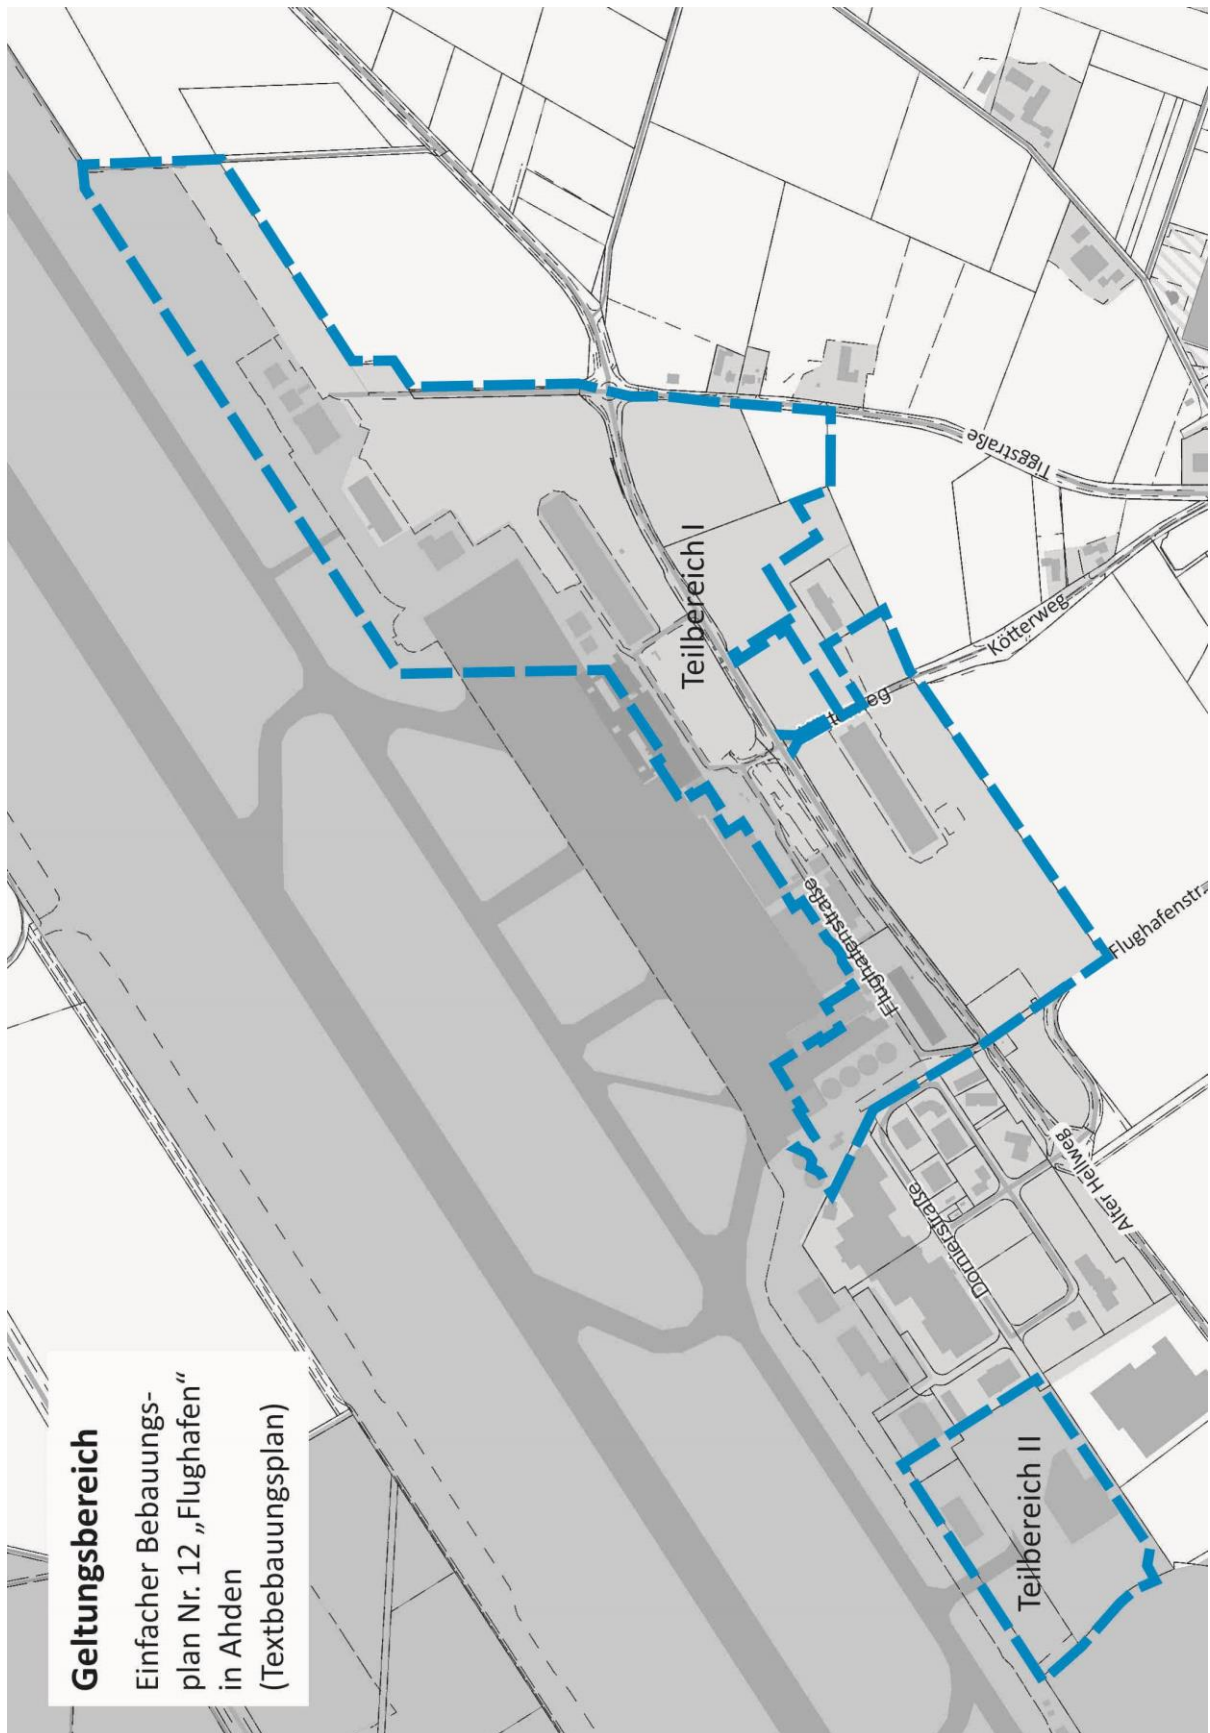 Geltungsbereich
Einfacher Bebauungs-
plan Nr. 12 „Flughafen“
in Ahden
(Textbebauungsplan)
Teilbereich I
Flughafenstraße
Kötterweg
Tiggstraße
Dornierstraße
Teilbereich II
Alter Hellweg
Flughafenstr